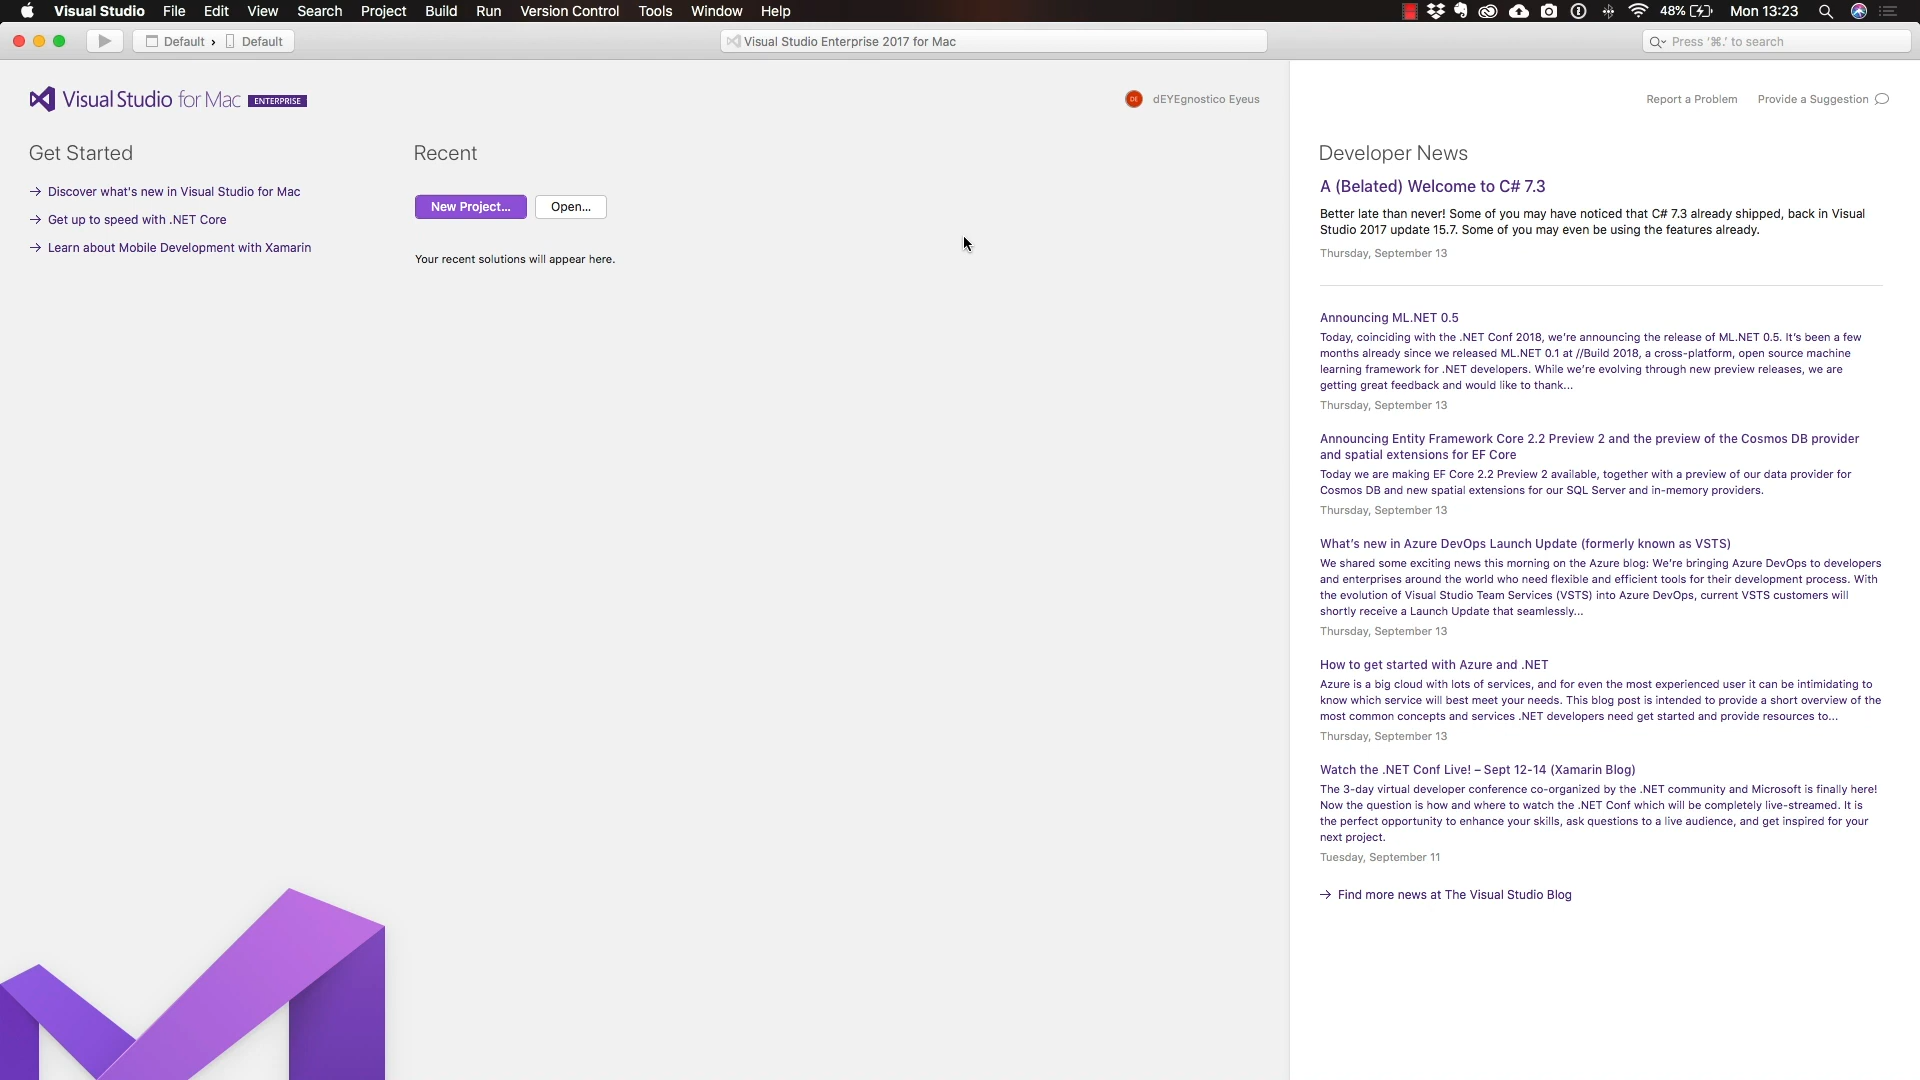 Visual Studio File Edit View Search Project Build Run Version Control Tools Window Help 48% Mon 13:23
Default › Default Visual Studio Enterprise 2017 for Mac Press '⌘.' to search
Visual Studio for Mac ENTERPRISE
DE dEYEgnostico Eyeus
Report a Problem Provide a Suggestion
Get Started
Discover what's new in Visual Studio for Mac
Get up to speed with .NET Core
Learn about Mobile Development with Xamarin
Recent
New Project... Open...
Your recent solutions will appear here.
Developer News
A (Belated) Welcome to C# 7.3
Better late than never! Some of you may have noticed that C# 7.3 already shipped, back in Visual
Studio 2017 update 15.7. Some of you may even be using the features already.
Thursday, September 13
Announcing ML.NET 0.5
Today, coinciding with the .NET Conf 2018, we're announcing the release of ML.NET 0.5. It's been a few
months already since we released ML.NET 0.1 at //Build 2018, a cross-platform, open source machine
learning framework for .NET developers. While we're evolving through new preview releases, we are
getting great feedback and would like to thank...
Thursday, September 13
Announcing Entity Framework Core 2.2 Preview 2 and the preview of the Cosmos DB provider
and spatial extensions for EF Core
Today we are making EF Core 2.2 Preview 2 available, together with a preview of our data provider for
Cosmos DB and new spatial extensions for our SQL Server and in-memory providers.
Thursday, September 13
What's new in Azure DevOps Launch Update (formerly known as VSTS)
We shared some exciting news this morning on the Azure blog: We're bringing Azure DevOps to developers
and enterprises around the world who need flexible and efficient tools for their development process. With
the evolution of Visual Studio Team Services (VSTS) into Azure DevOps, current VSTS customers will
shortly receive a Launch Update that seamlessly...
Thursday, September 13
How to get started with Azure and .NET
Azure is a big cloud with lots of services, and for even the most experienced user it can be intimidating to
know which service will best meet your needs. This blog post is intended to provide a short overview of the
most common concepts and services .NET developers need get started and provide resources to...
Thursday, September 13
Watch the .NET Conf Live! – Sept 12-14 (Xamarin Blog)
The 3-day virtual developer conference co-organized by the .NET community and Microsoft is finally here!
Now the question is how and where to watch the .NET Conf which will be completely live-streamed. It is
the perfect opportunity to enhance your skills, ask questions to a live audience, and get inspired for your
next project.
Tuesday, September 11
Find more news at The Visual Studio Blog